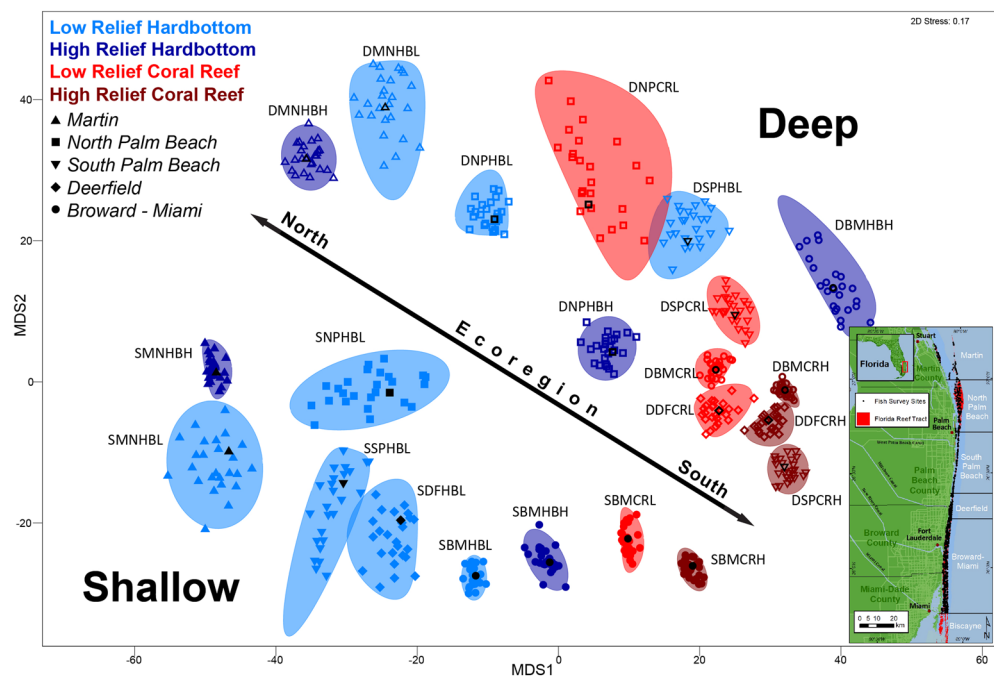 2D Stress: 0.17
Low Relief Hardbottom
High Relief Hardbottom
Low Relief Coral Reef
High Relief Coral Reef
Martin
North Palm Beach
South Palm Beach
Deerfield
Broward - Miami
DMNHBL
DMNHBH
DNPHBL
DNPCRL
Deep
DSPHBL
DBMHBH
North
Ecoregion
South
DNPHBH
DSPCRL
DBMCRL
DBMCRH
DDFCRL
DDFCRH
DSPCRH
SMNHBH
SNPHBL
SMNHBL
SSPHBL
SDFHBL
SBMHBL
SBMHBH
SBMCRL
SBMCRH
Shallow
MDS2
40
20
0
-20
-60
-40
-20
0
20
40
60
MDS1
Florida
Stuart
Martin
Martin
County
Fish Survey Sites
Florida Reef Tract
North
Palm
Beach
Palm
Beach
South
Palm
Beach
Palm
Beach
County
Deerfield
Fort
Lauderdale
Broward
County
Broward-
Miami
Miami-Dade
County
Miami
Biscayne
0 5 10 20
km
N